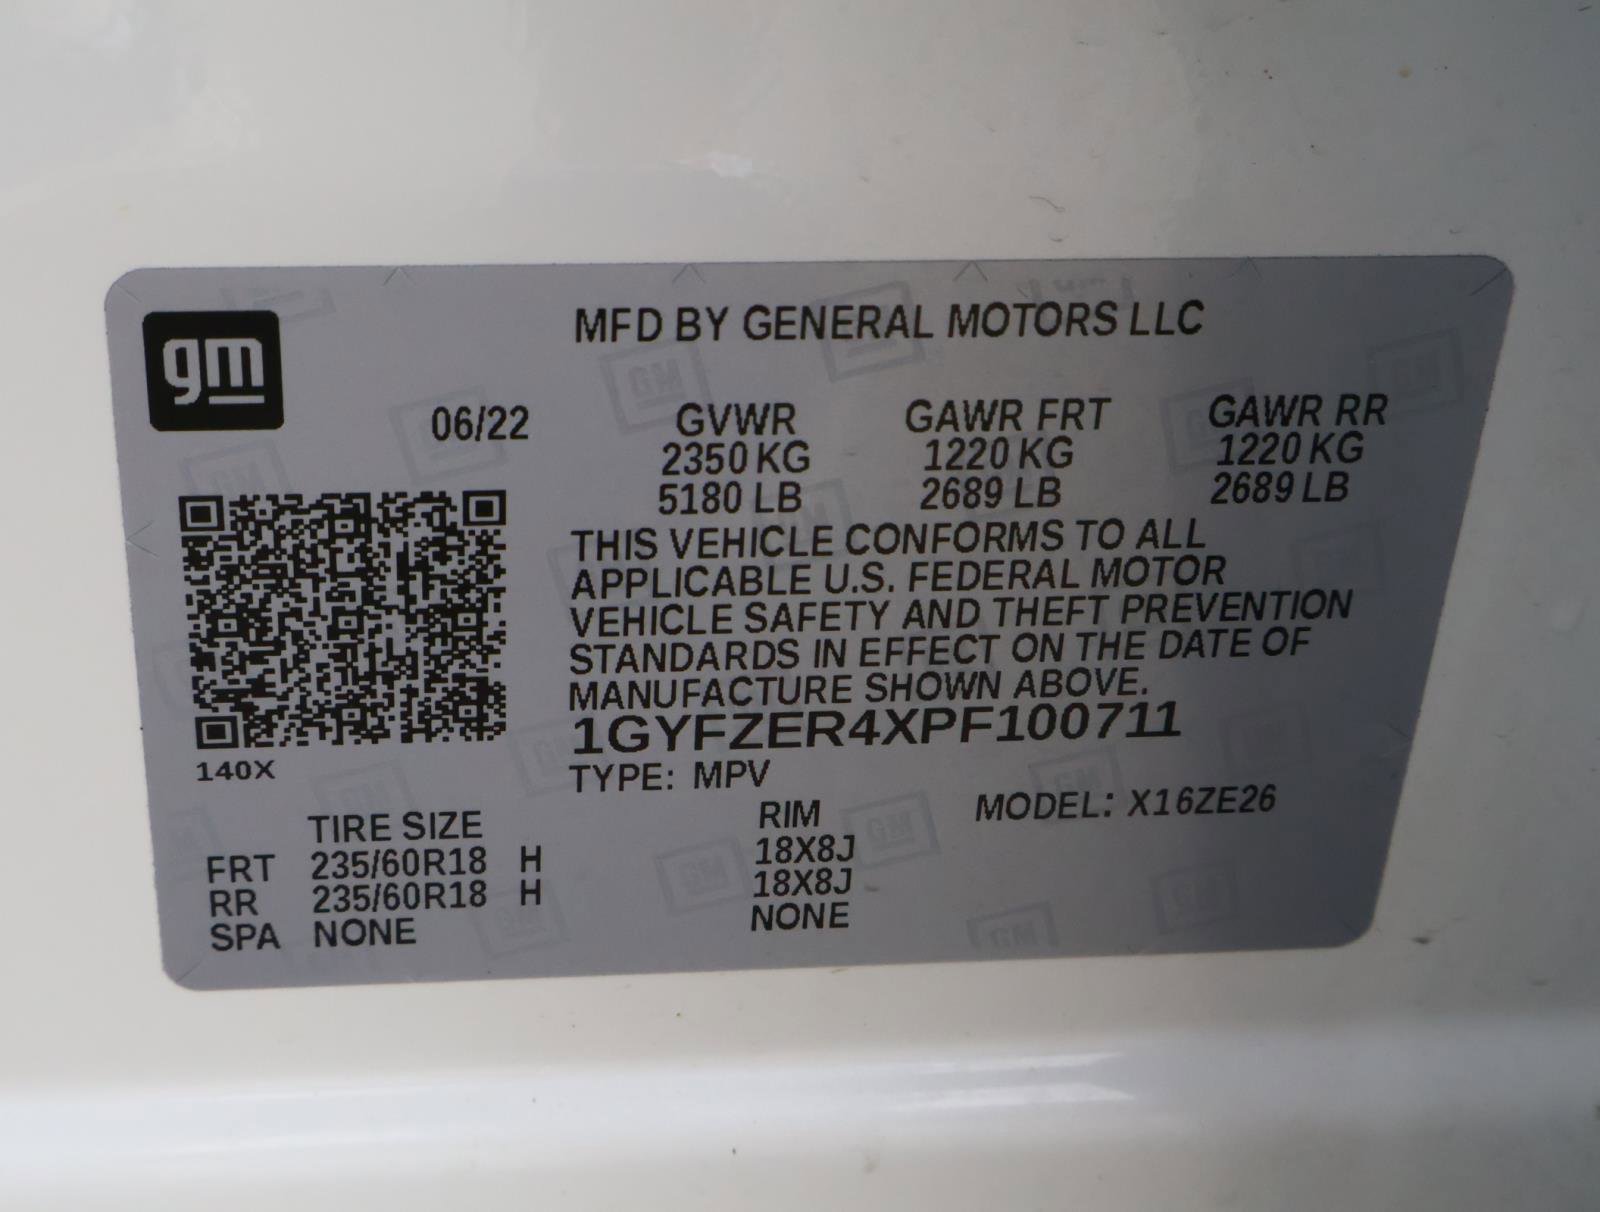 gm
MFD BY GENERAL MOTORS LLC
06/22 GVWR GAWR FRT GAWR RR
2350 KG 1220 KG 1220 KG
5180 LB 2689 LB 2689 LB
THIS VEHICLE CONFORMS TO ALL
APPLICABLE U.S. FEDERAL MOTOR
VEHICLE SAFETY AND THEFT PREVENTION
STANDARDS IN EFFECT ON THE DATE OF
MANUFACTURE SHOWN ABOVE.
1GYFZER4XPF100711
140X
TYPE: MPV
MODEL: X16ZE26
TIRE SIZE RIM
FRT 235/60R18 H 18X8J
RR 235/60R18 H 18X8J
SPA NONE NONE